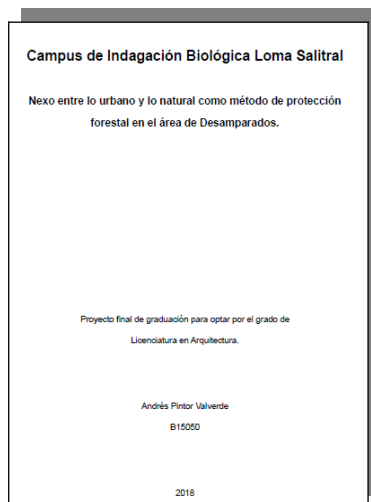 Campus de Indagación Biológica Loma Salitral
Nexo entre lo urbano y lo natural como método de protección
forestal en el área de Desamparados.
Proyecto final de graduación para optar por el grado de
Licenciatura en Arquitectura.
Andrés Pintor Valverde
B15050
2018